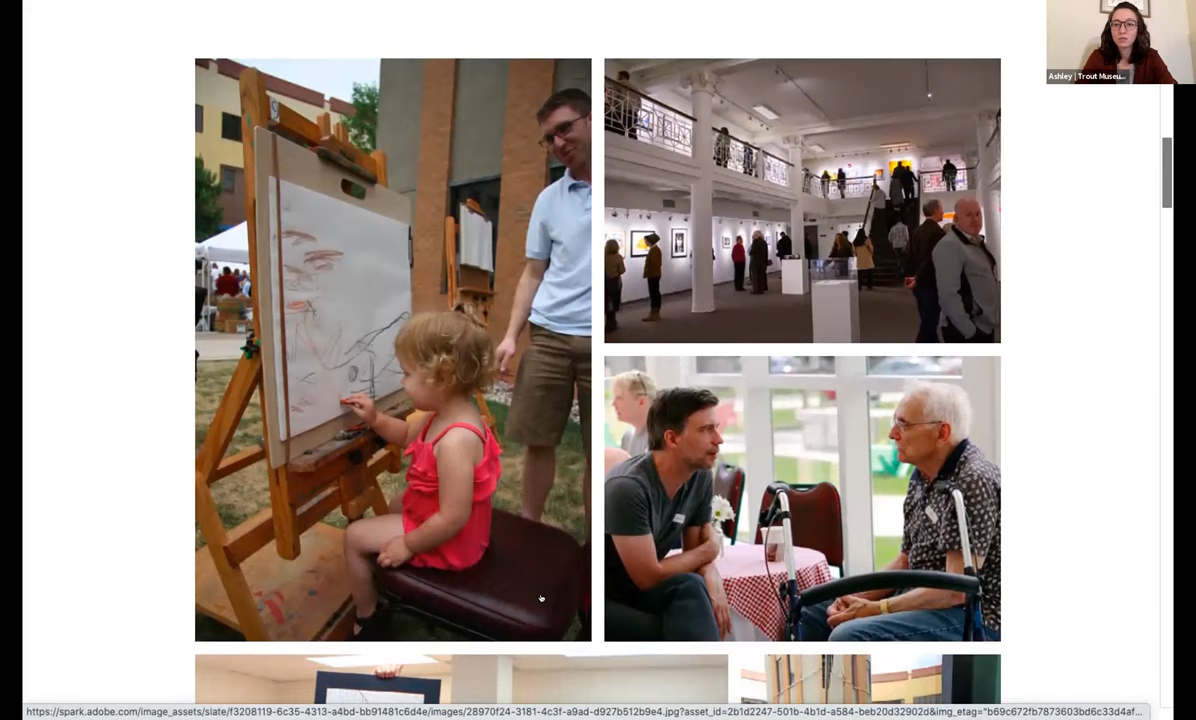 Ashley | Trout Museu...
https://spark.adobe.com/image_assets/slate/f3208119-6c35-4313-a4bd-bb91481c6d4e/images/28970f24-3181-4c3f-a9ad-d927b512b9e4.jpg?asset_id=2b1d2247-501b-4b1d-a584-beb20d32902d&img_etag="b69c672fb73773860603bd6c33d4af...